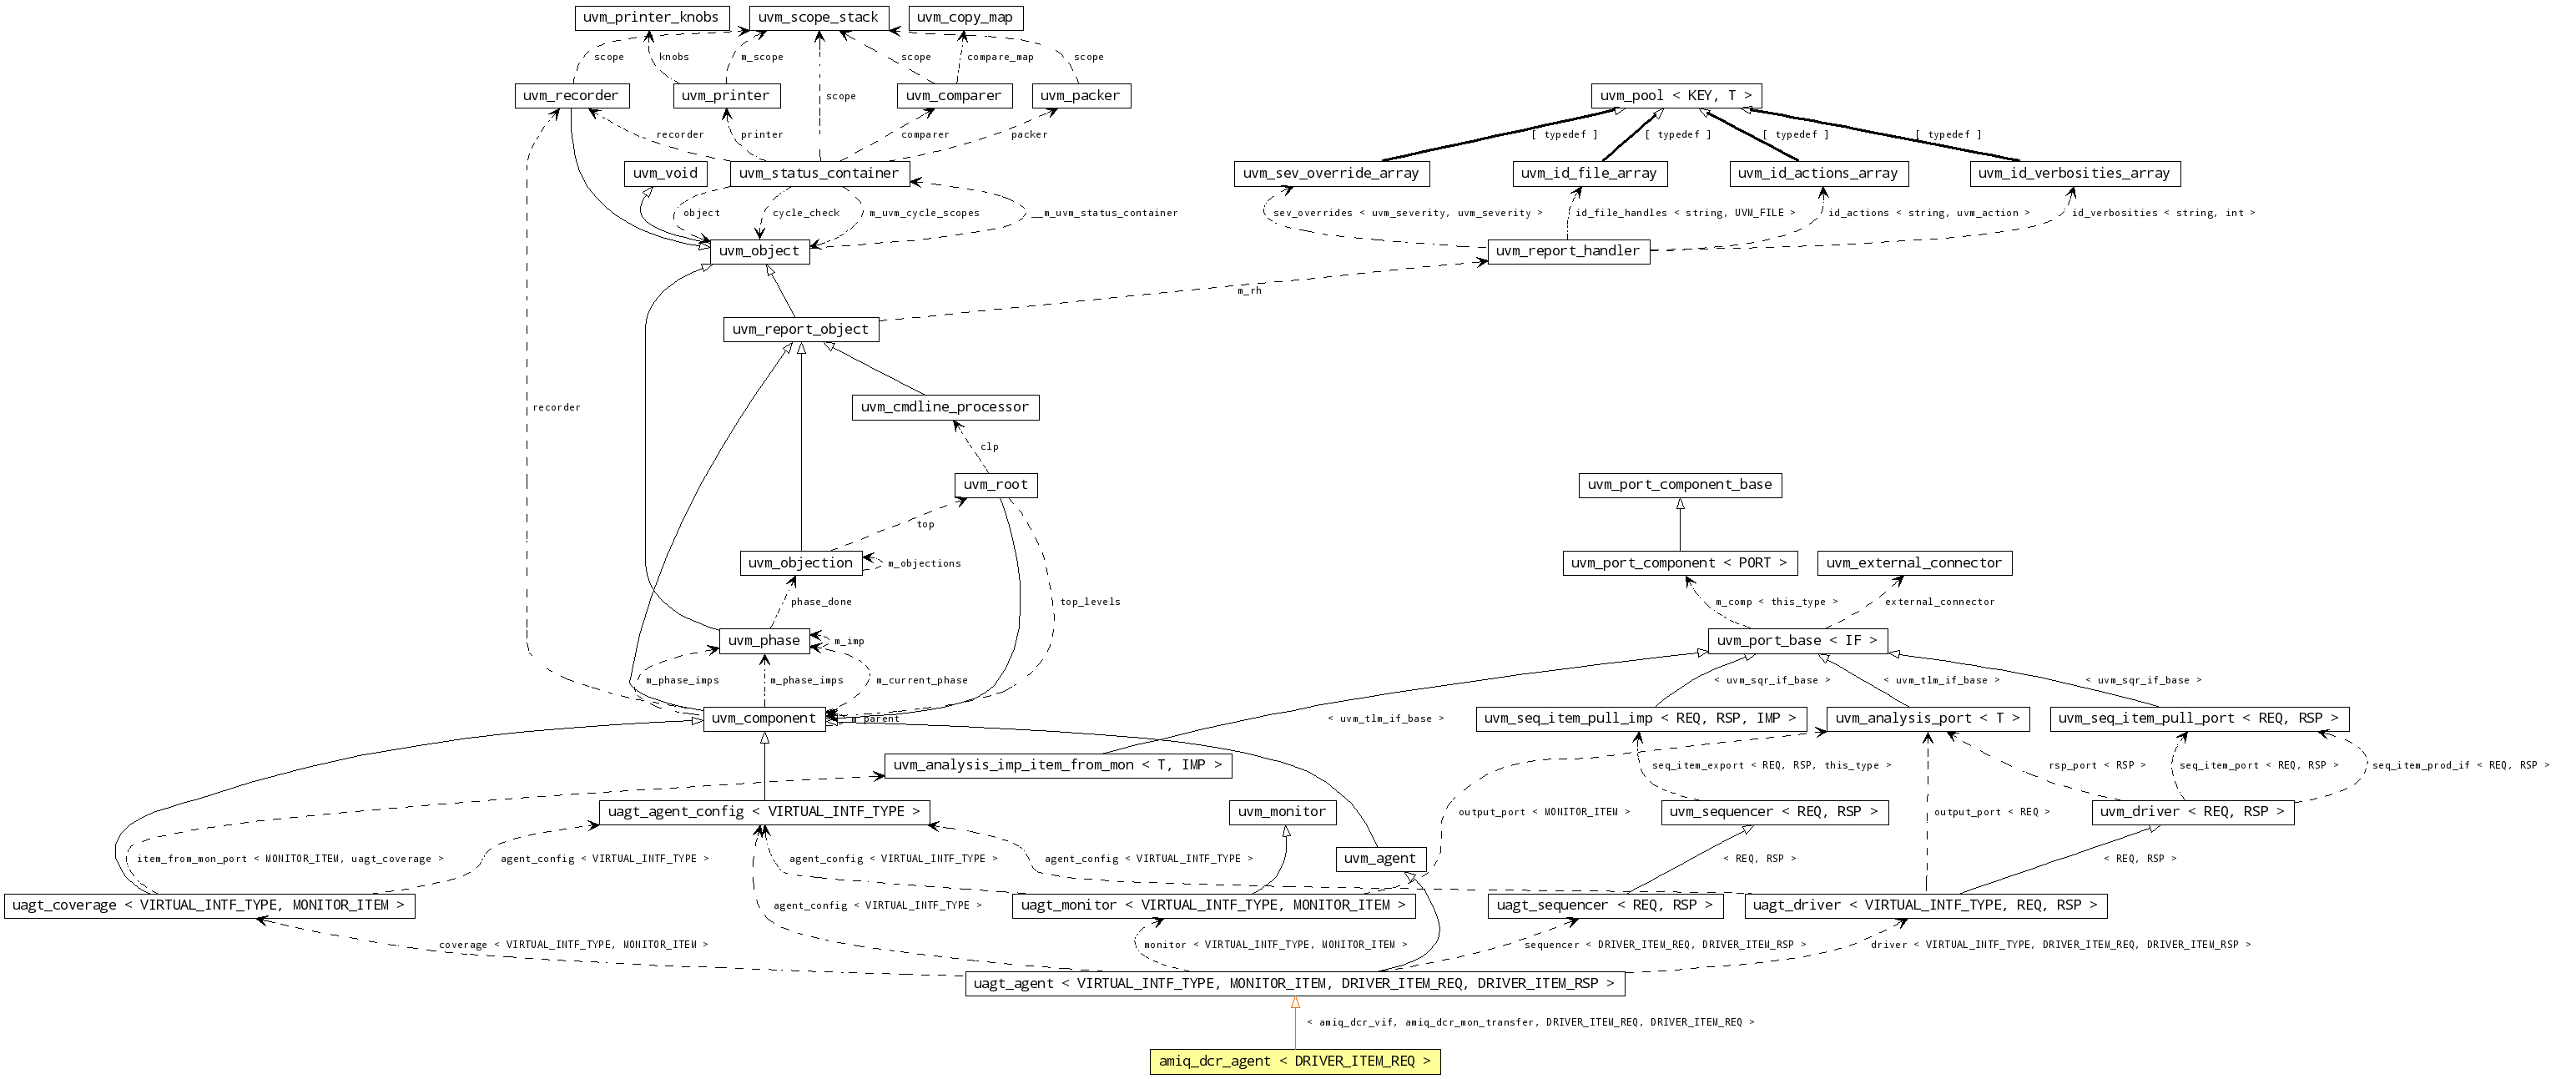 uvm_printer_knobs
uvm_scope_stack
uvm_copy_map
scope
knobs
m_scope
scope
compare_map
scope
uvm_recorder
uvm_printer
scope
uvm_comparer
uvm_packer
uvm_pool < KEY, T >
recorder
printer
comparer
packer
[ typedef ]
[ typedef ]
[ typedef ]
[ typedef ]
uvm_void
uvm_status_container
uvm_sev_override_array
uvm_id_file_array
uvm_id_actions_array
uvm_id_verbosities_array
object
cycle_check
m_uvm_cycle_scopes
__m_uvm_status_container
sev_overrides < uvm_severity, uvm_severity >
id_file_handles < string, UVM_FILE >
id_actions < string, uvm_action >
id_verbosities < string, int >
uvm_object
uvm_report_handler
m_rh
uvm_report_object
recorder
uvm_cmdline_processor
clp
uvm_root
uvm_port_component_base
top
uvm_objection
m_objections
uvm_port_component < PORT >
uvm_external_connector
phase_done
top_levels
m_comp < this_type >
external_connector
uvm_phase
m_imp
uvm_port_base < IF >
m_phase_imps
m_phase_imps
m_current_phase
< uvm_sqr_if_base >
< uvm_tlm_if_base >
< uvm_sqr_if_base >
uvm_component
m_parent
< uvm_tlm_if_base >
uvm_seq_item_pull_imp < REQ, RSP, IMP >
uvm_analysis_port < T >
uvm_seq_item_pull_port < REQ, RSP >
uvm_analysis_imp_item_from_mon < T, IMP >
seq_item_export < REQ, RSP, this_type >
rsp_port < RSP >
seq_item_port < REQ, RSP >
seq_item_prod_if < REQ, RSP >
uagt_agent_config < VIRTUAL_INTF_TYPE >
uvm_monitor
output_port < MONITOR_ITEM >
uvm_sequencer < REQ, RSP >
output_port < REQ >
uvm_driver < REQ, RSP >
item_from_mon_port < MONITOR_ITEM, uagt_coverage >
agent_config < VIRTUAL_INTF_TYPE >
agent_config < VIRTUAL_INTF_TYPE >
agent_config < VIRTUAL_INTF_TYPE >
uvm_agent
< REQ, RSP >
< REQ, RSP >
uagt_coverage < VIRTUAL_INTF_TYPE, MONITOR_ITEM >
agent_config < VIRTUAL_INTF_TYPE >
uagt_monitor < VIRTUAL_INTF_TYPE, MONITOR_ITEM >
uagt_sequencer < REQ, RSP >
uagt_driver < VIRTUAL_INTF_TYPE, REQ, RSP >
coverage < VIRTUAL_INTF_TYPE, MONITOR_ITEM >
monitor < VIRTUAL_INTF_TYPE, MONITOR_ITEM >
sequencer < DRIVER_ITEM_REQ, DRIVER_ITEM_RSP >
driver < VIRTUAL_INTF_TYPE, DRIVER_ITEM_REQ, DRIVER_ITEM_RSP >
uagt_agent < VIRTUAL_INTF_TYPE, MONITOR_ITEM, DRIVER_ITEM_REQ, DRIVER_ITEM_RSP >
< amiq_dcr_vif, amiq_dcr_mon_transfer, DRIVER_ITEM_REQ, DRIVER_ITEM_REQ >
amiq_dcr_agent < DRIVER_ITEM_REQ >